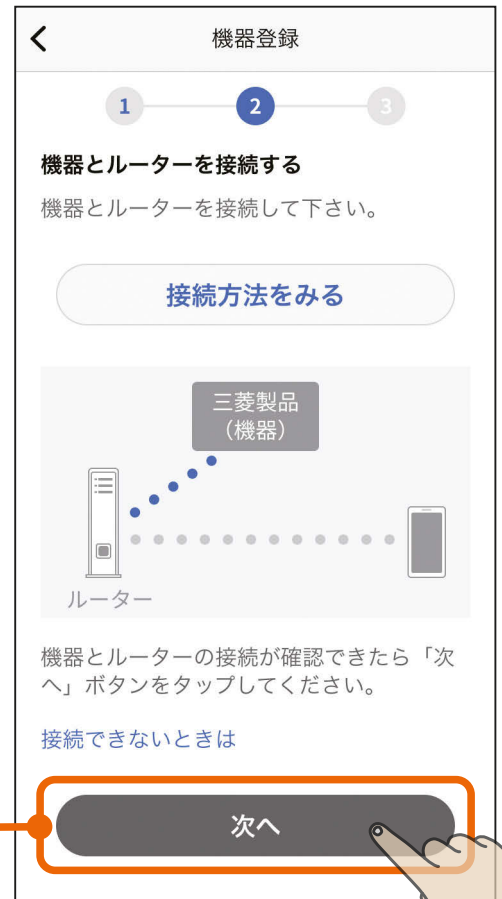 機器登録
1
2
3
機器とルーターを接続する
機器とルーターを接続して下さい。
接続方法をみる
三菱製品
（機器）
ルーター
機器とルーターの接続が確認できたら「次
へ」ボタンをタップしてください。
接続できないときは
次へ